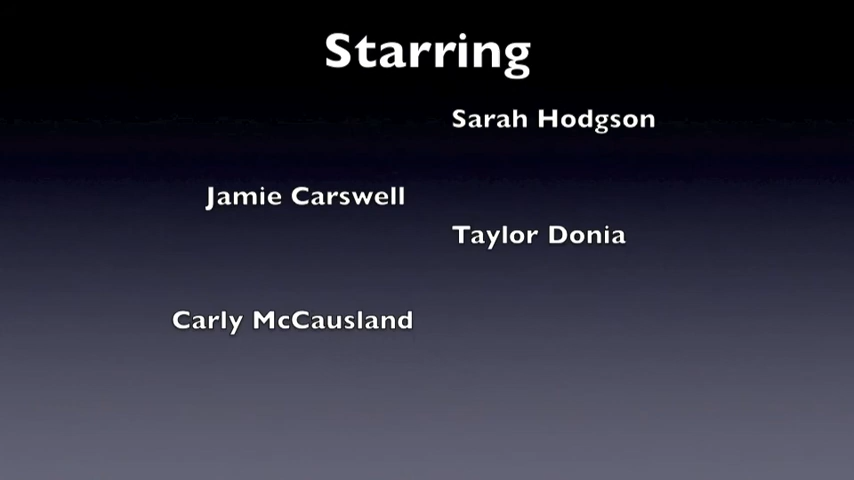 Starring
Sarah Hodgson
Jamie Carswell
Taylor Donia
Carly McCausland